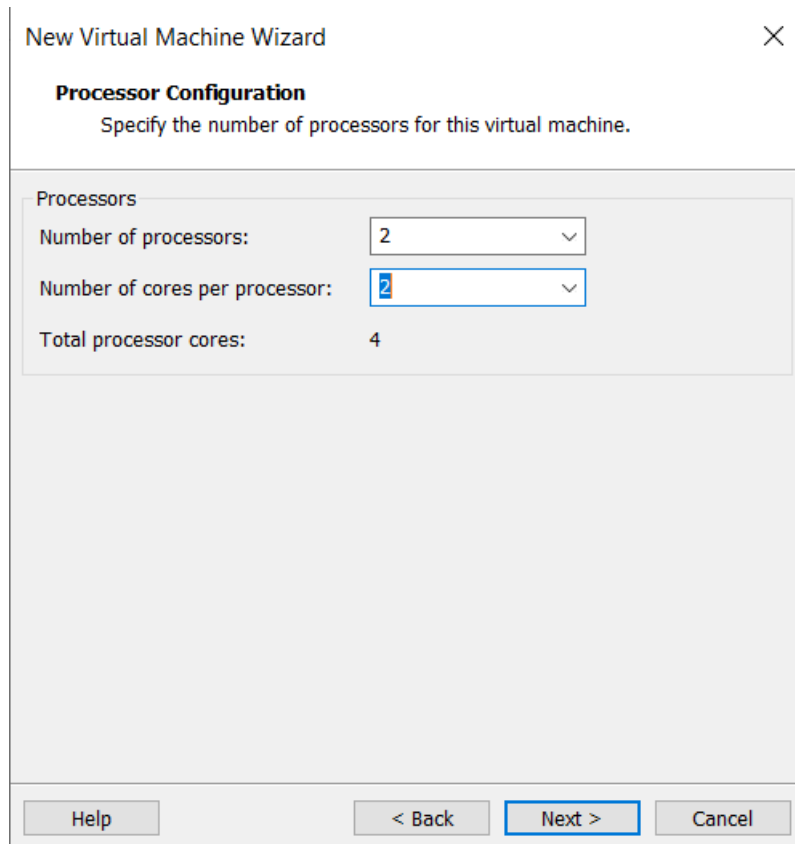 New Virtual Machine Wizard
Processor Configuration
Specify the number of processors for this virtual machine.
Processors
Number of processors: 2
Number of cores per processor: 2
Total processor cores: 4
Help < Back Next > Cancel